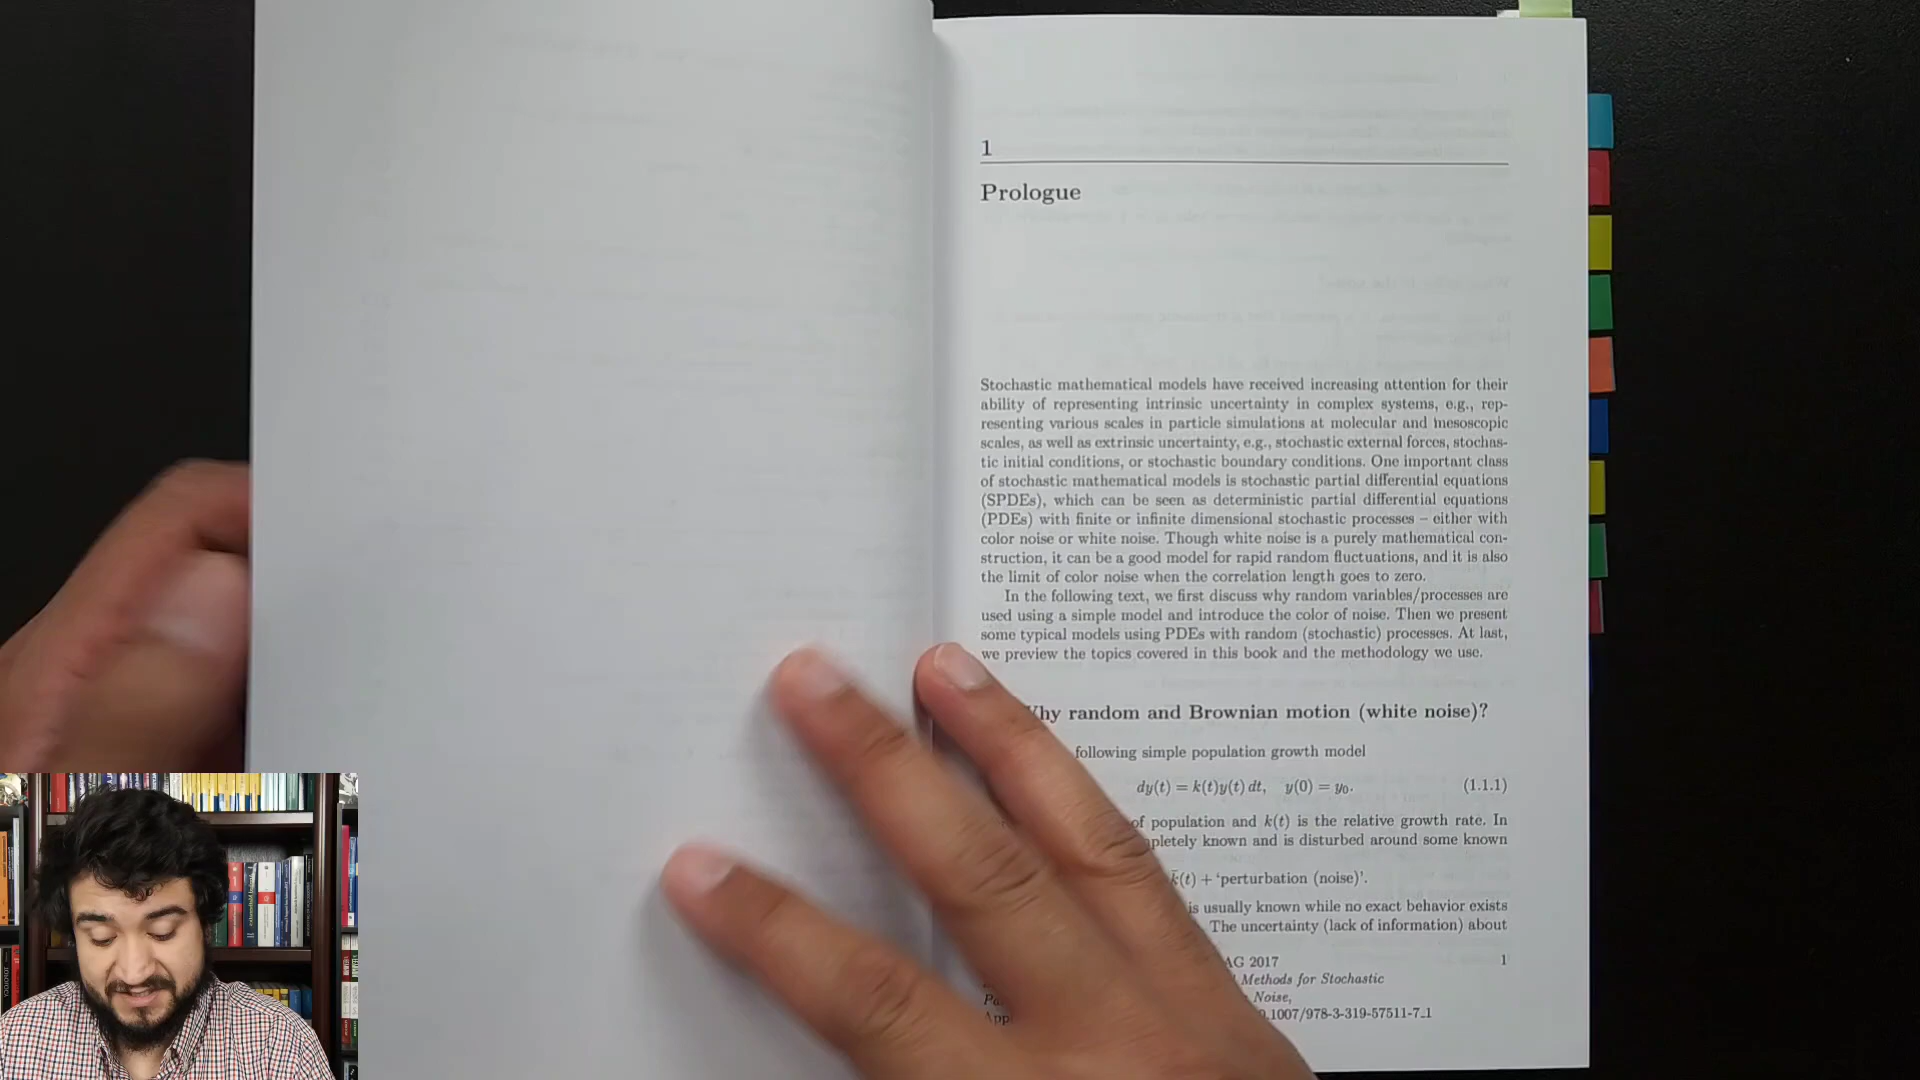 1
Prologue
Stochastic mathematical models have received increasing attention for their
ability of representing intrinsic uncertainty in complex systems, e.g., rep-
resenting various scales in particle simulations at molecular and mesoscopic
scales, as well as extrinsic uncertainty, e.g., stochastic external forces, stochas-
tic initial conditions, or stochastic boundary conditions. One important class
of stochastic mathematical models is stochastic partial differential equations
(SPDEs), which can be seen as deterministic partial differential equations
(PDEs) with finite or infinite dimensional stochastic processes – either with
color noise or white noise. Though white noise is a purely mathematical con-
struction, it can be a good model for rapid random fluctuations, and it is also
the limit of color noise when the correlation length goes to zero.
In the following text, we first discuss why random variables/processes are
used using a simple model and introduce the color of noise. Then we present
some typical models using PDEs with random (stochastic) processes. At last,
we preview the topics covered in this book and the methodology we use.
hy random and Brownian motion (white noise)?
following simple population growth model
dy(t) = k(t)y(t) dt, y(0) = y₀. (1.1.1)
of population and k(t) is the relative growth rate. In
pletely known and is disturbed around some known
k̄(t) + ‘perturbation (noise)’.
is usually known while no exact behavior exists
The uncertainty (lack of information) about
AG 2017 1
Methods for Stochastic
Noise,
.1007/978-3-319-57511-7_1